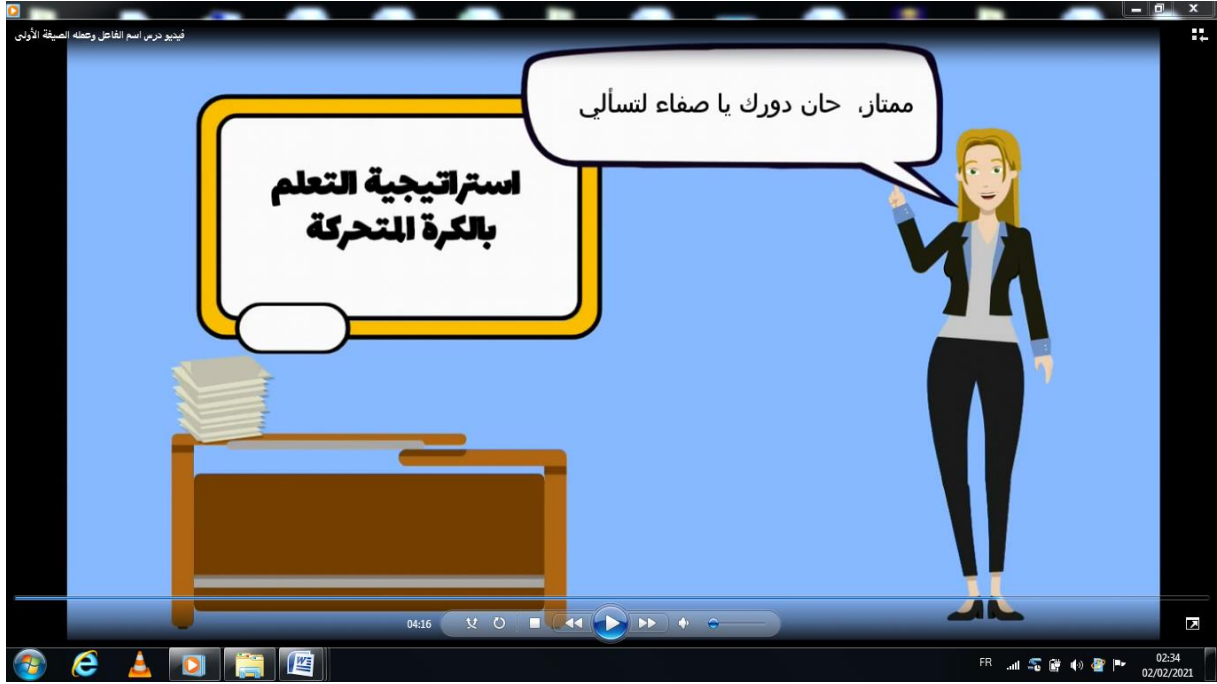 فيديو درس اسم الفاعل وعمله الصيغة الأولى
ممتاز، حان دورك يا صفاء لتسألي
استراتيجية التعلم
بالكرة المتحركة
04:16
FR
02:34
02/02/2021